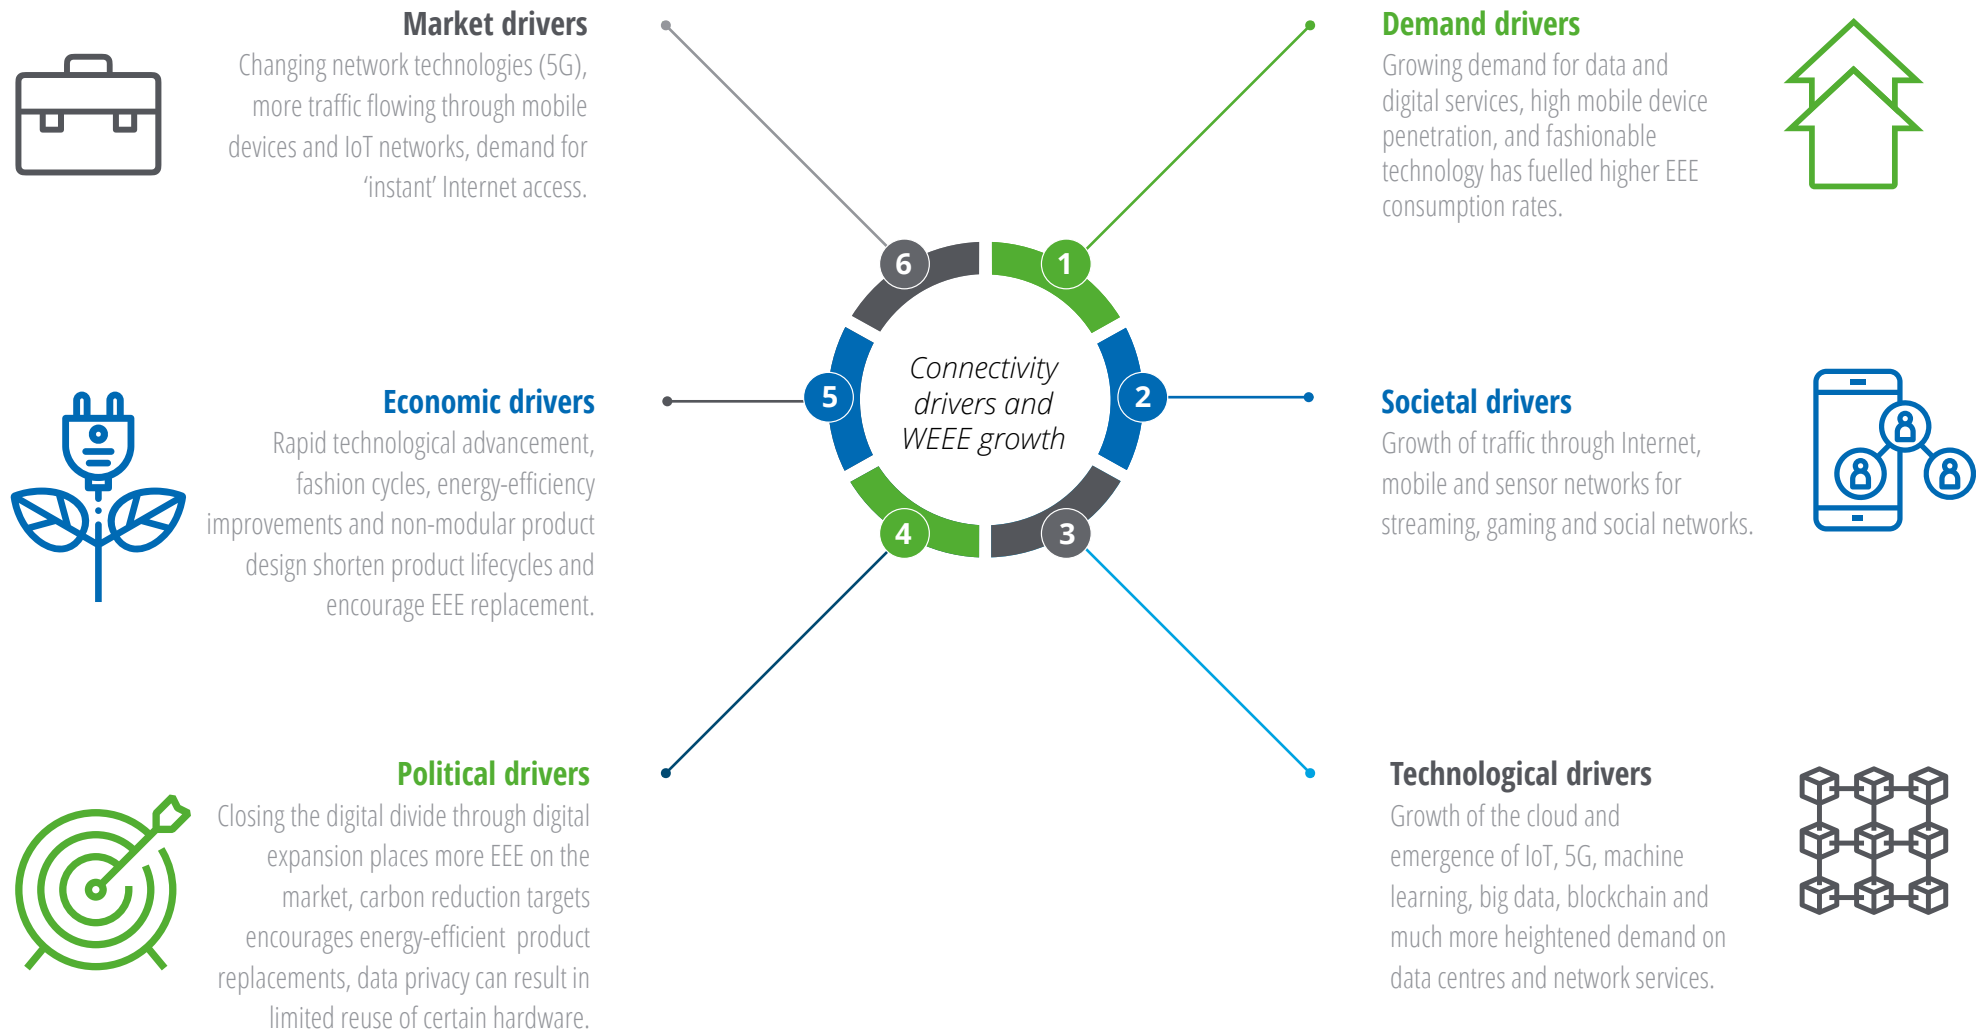 Market drivers
Changing network technologies (5G),
more traffic flowing through mobile
devices and IoT networks, demand for
‘instant’ Internet access.
Demand drivers
Growing demand for data and
digital services, high mobile device
penetration, and fashionable
technology has fuelled higher EEE
consumption rates.
6
1
Connectivity
drivers and
WEEE growth
5
2
4
3
Economic drivers
Rapid technological advancement,
fashion cycles, energy-efficiency
improvements and non-modular product
design shorten product lifecycles and
encourage EEE replacement.
Societal drivers
Growth of traffic through Internet,
mobile and sensor networks for
streaming, gaming and social networks.
Political drivers
Closing the digital divide through digital
expansion places more EEE on the
market, carbon reduction targets
encourages energy-efficient  product
replacements, data privacy can result in
limited reuse of certain hardware.
Technological drivers
Growth of the cloud and
emergence of IoT, 5G, machine
learning, big data, blockchain and
much more heightened demand on
data centres and network services.